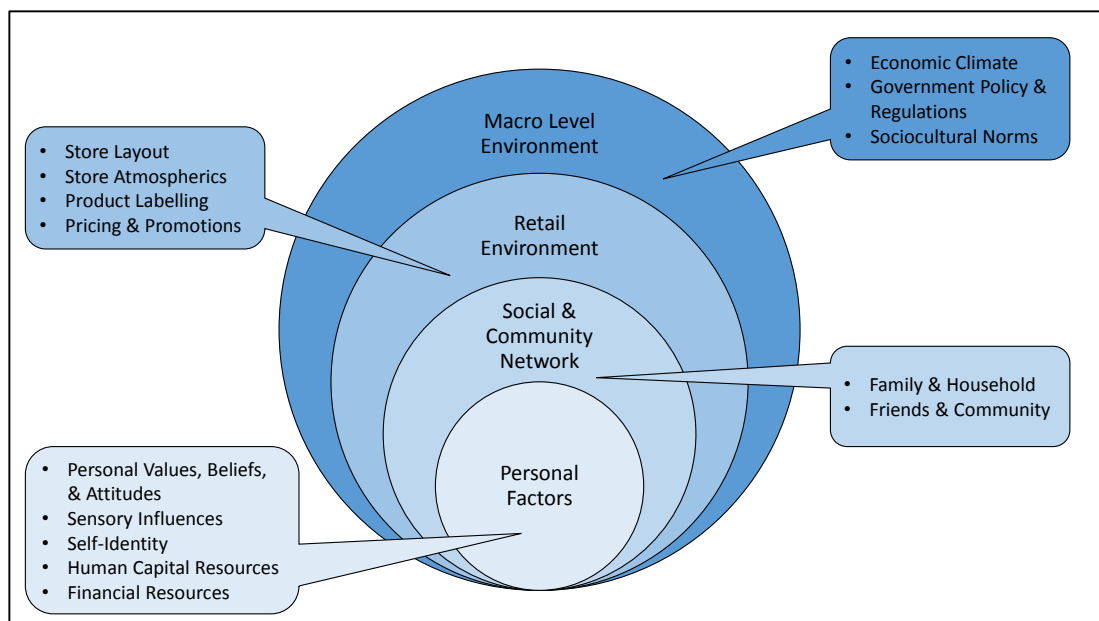 Macro Level
Environment
Retail
Environment
Social &
Community
Network
Personal
Factors
• Economic Climate
• Government Policy &
Regulations
• Sociocultural Norms
• Store Layout
• Store Atmospherics
• Product Labelling
• Pricing & Promotions
• Family & Household
• Friends & Community
• Personal Values, Beliefs,
& Attitudes
• Sensory Influences
• Self-Identity
• Human Capital Resources
• Financial Resources